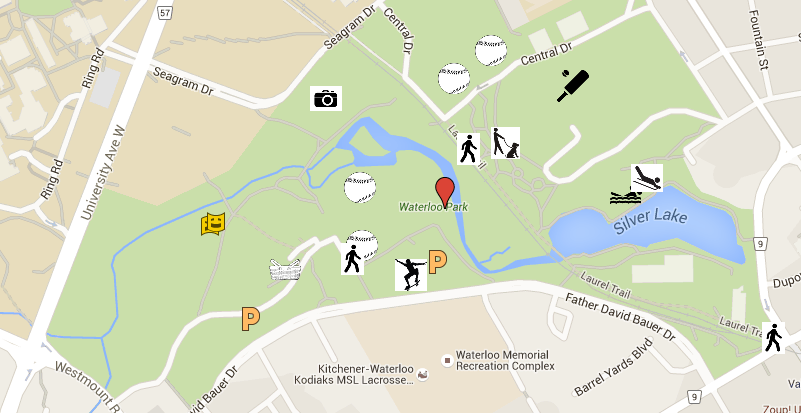 57
Seagram Dr
Central Dr
Central Dr
Fountain St
Ring Rd
Seagram Dr
University Ave W
Ring Rd
Waterloo Park
Silver Lake
9
P
Laurel Trail
P
Father David Bauer Dr
Laurel Tra
Westmount R
vid Bauer Dr
Kitchener-Waterloo
Kodiaks MSL Lacrosse...
Waterloo Memorial
Recreation Complex
Barrel Yards Blvd
9
Dupo
Va
Zoup! U